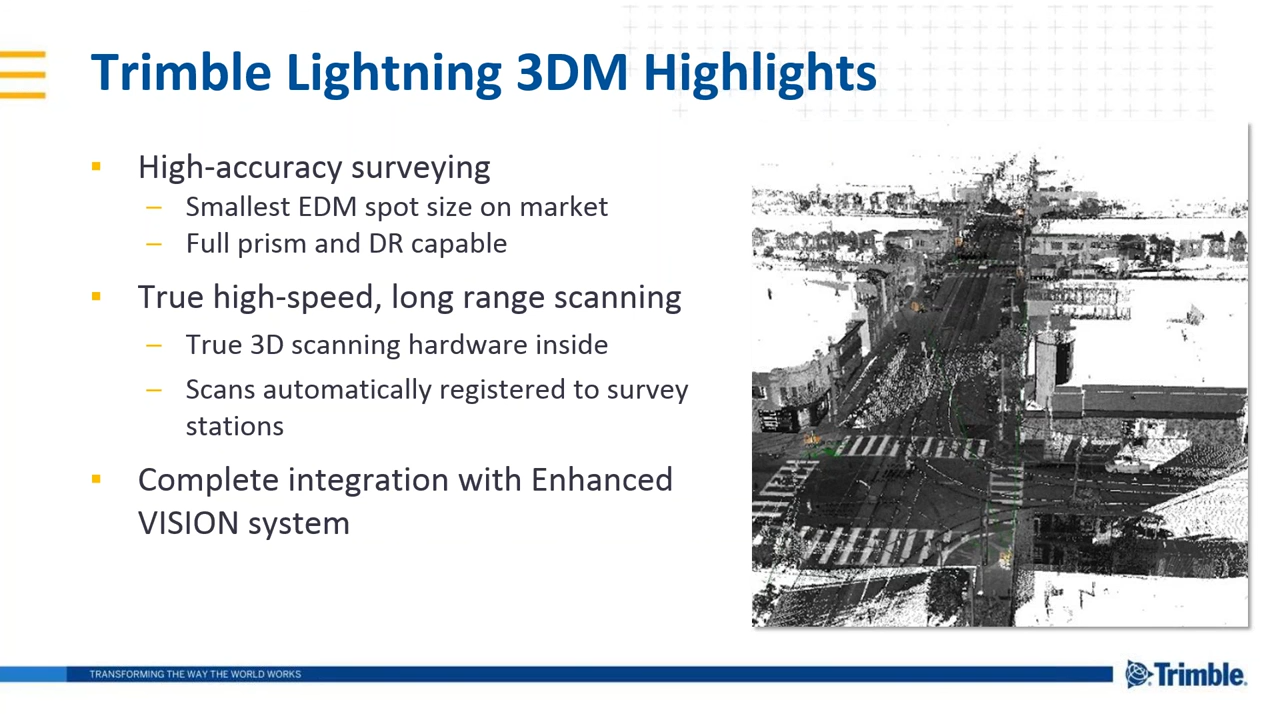 Trimble Lightning 3DM Highlights
▪ High-accuracy surveying
– Smallest EDM spot size on market
– Full prism and DR capable
▪ True high-speed, long range scanning
– True 3D scanning hardware inside
– Scans automatically registered to survey
stations
▪ Complete integration with Enhanced
VISION system
TRANSFORMING THE WAY THE WORLD WORKS
Trimble